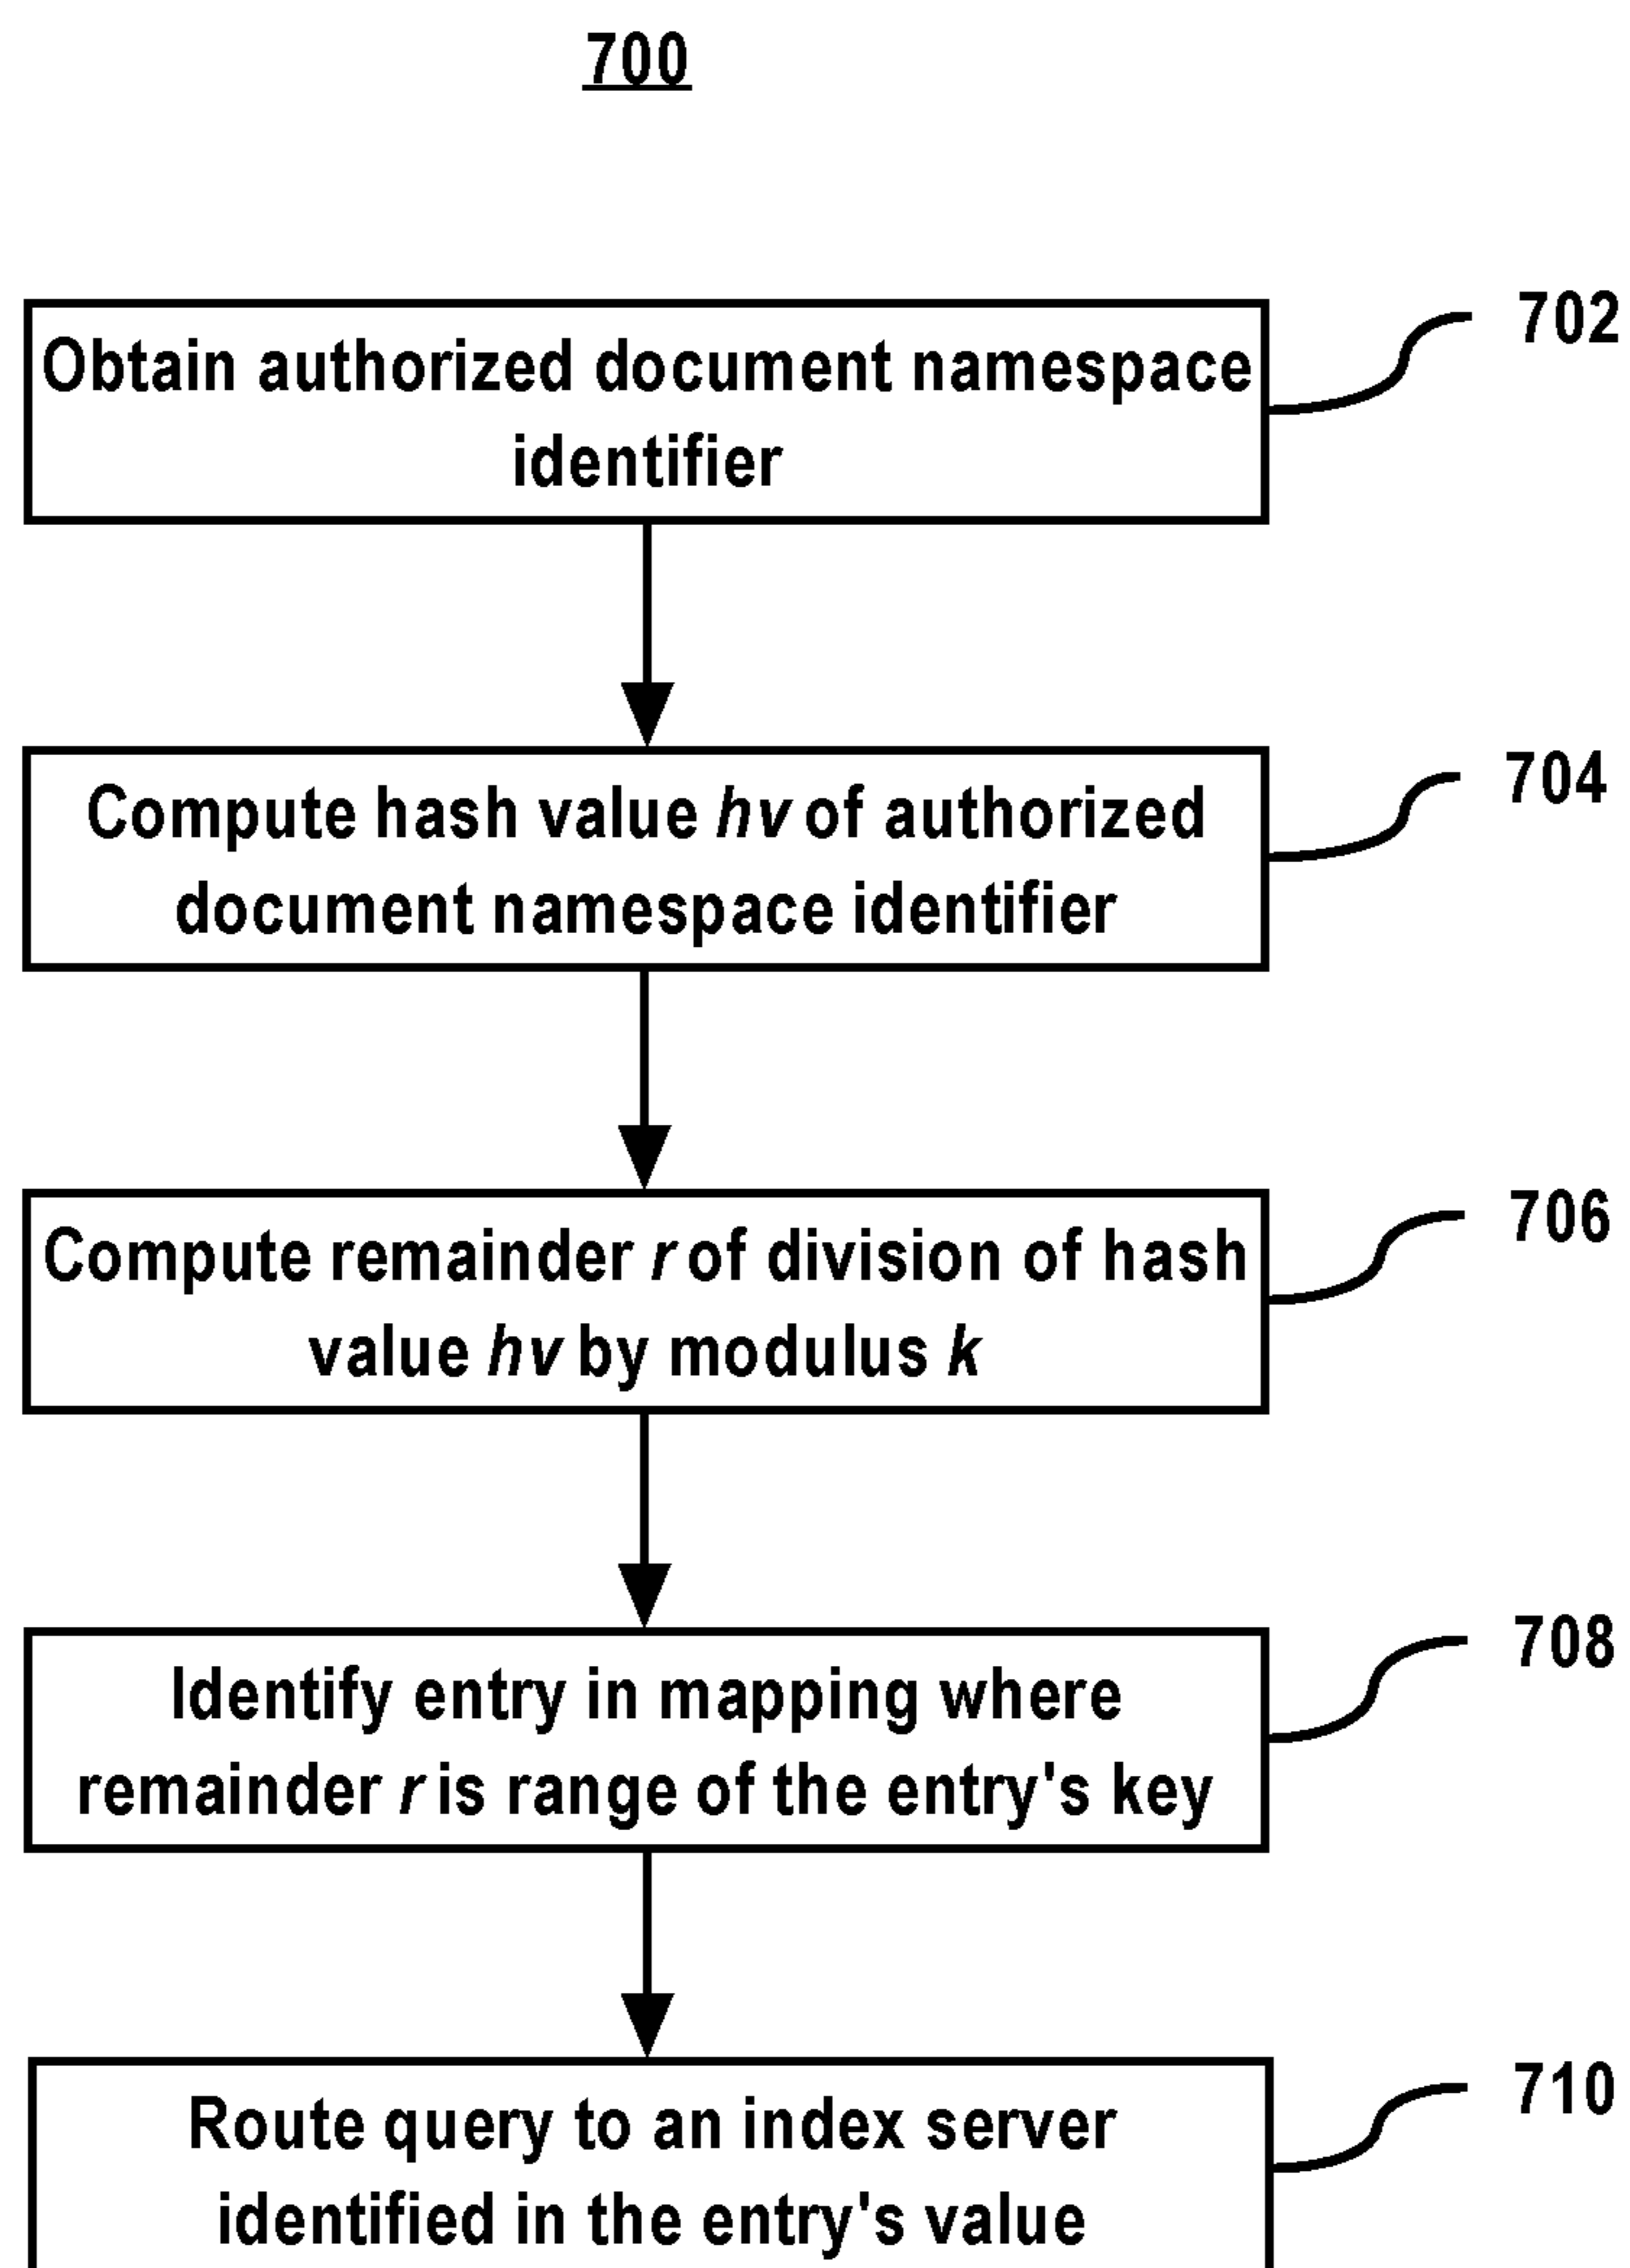 700
Obtain authorized document namespace
identifier
702
Compute hash value hv of authorized
document namespace identifier
704
Compute remainder r of division of hash
value hv by modulus k
706
Identify entry in mapping where
remainder r is range of the entry's key
708
Route query to an index server
identified in the entry's value
710